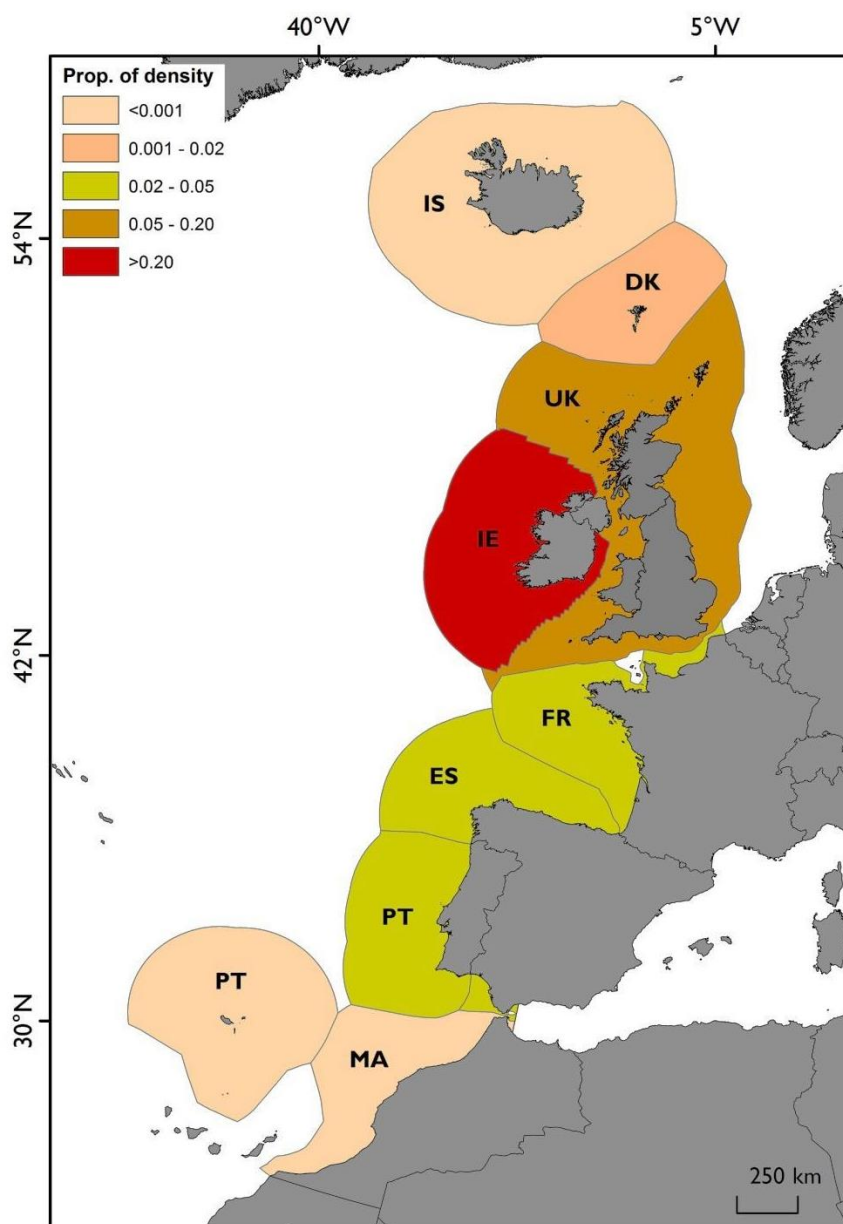 40°W 5°W
Prop. of density
<0.001
0.001 - 0.02
0.02 - 0.05
0.05 - 0.20
>0.20
IS
54°N
DK
UK
IE
42°N
FR
ES
PT
PT
30°N
MA
250 km